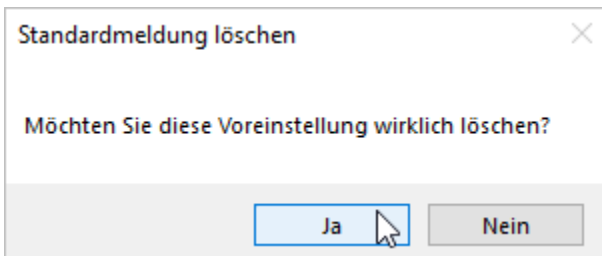 Standardmeldung löschen
Möchten Sie diese Voreinstellung wirklich löschen?
Ja
Nein